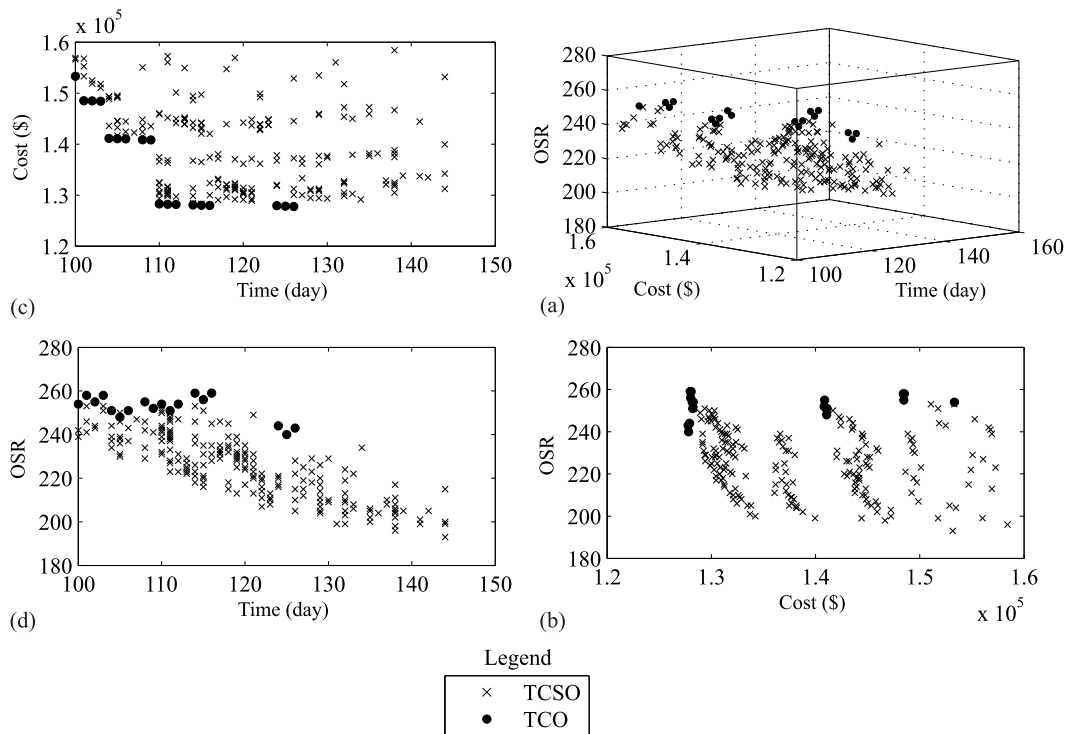 x 10^5
1.6
1.5
1.4
1.3
1.2
Cost ($)
100 110 120 130 140 150
Time (day)
(c)
280
260
240
220
200
180
OSR
1.6 1.4 1.2
x 10^5
Cost ($)
100 120 140 160
Time (day)
(a)
280
260
240
220
200
180
OSR
100 110 120 130 140 150
Time (day)
(d)
280
260
240
220
200
180
OSR
1.2 1.3 1.4 1.5 1.6
Cost ($)
x 10^5
(b)
Legend
TCSO
TCO